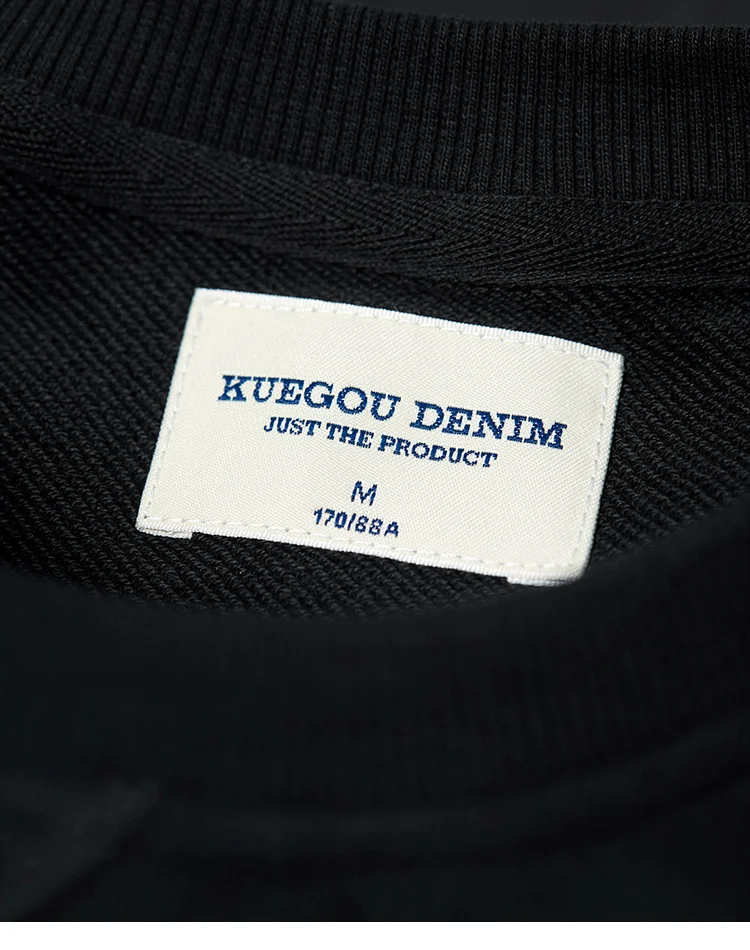 KUEGOU DENIM
JUST THE PRODUCT
M
170/88A